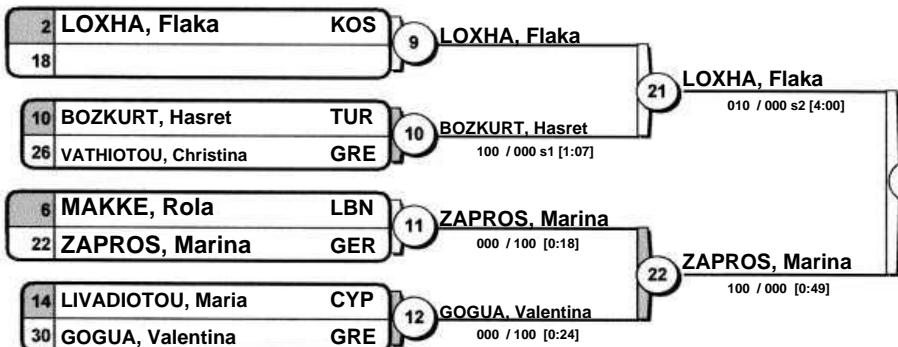 2 LOXHA, Flaka KOS
18
9 LOXHA, Flaka
10 BOZKURT, Hasret TUR
26 VATHIOTOU, Christina GRE
10 BOZKURT, Hasret
100 / 000 s1 [1:07]
21 LOXHA, Flaka
010 / 000 s2 [4:00]
6 MAKKE, Rola LBN
22 ZAPROS, Marina GER
11 ZAPROS, Marina
000 / 100 [0:18]
14 LIVADIOTOU, Maria CYP
30 GOGUA, Valentina GRE
12 GOGUA, Valentina
000 / 100 [0:24]
22 ZAPROS, Marina
100 / 000 [0:49]